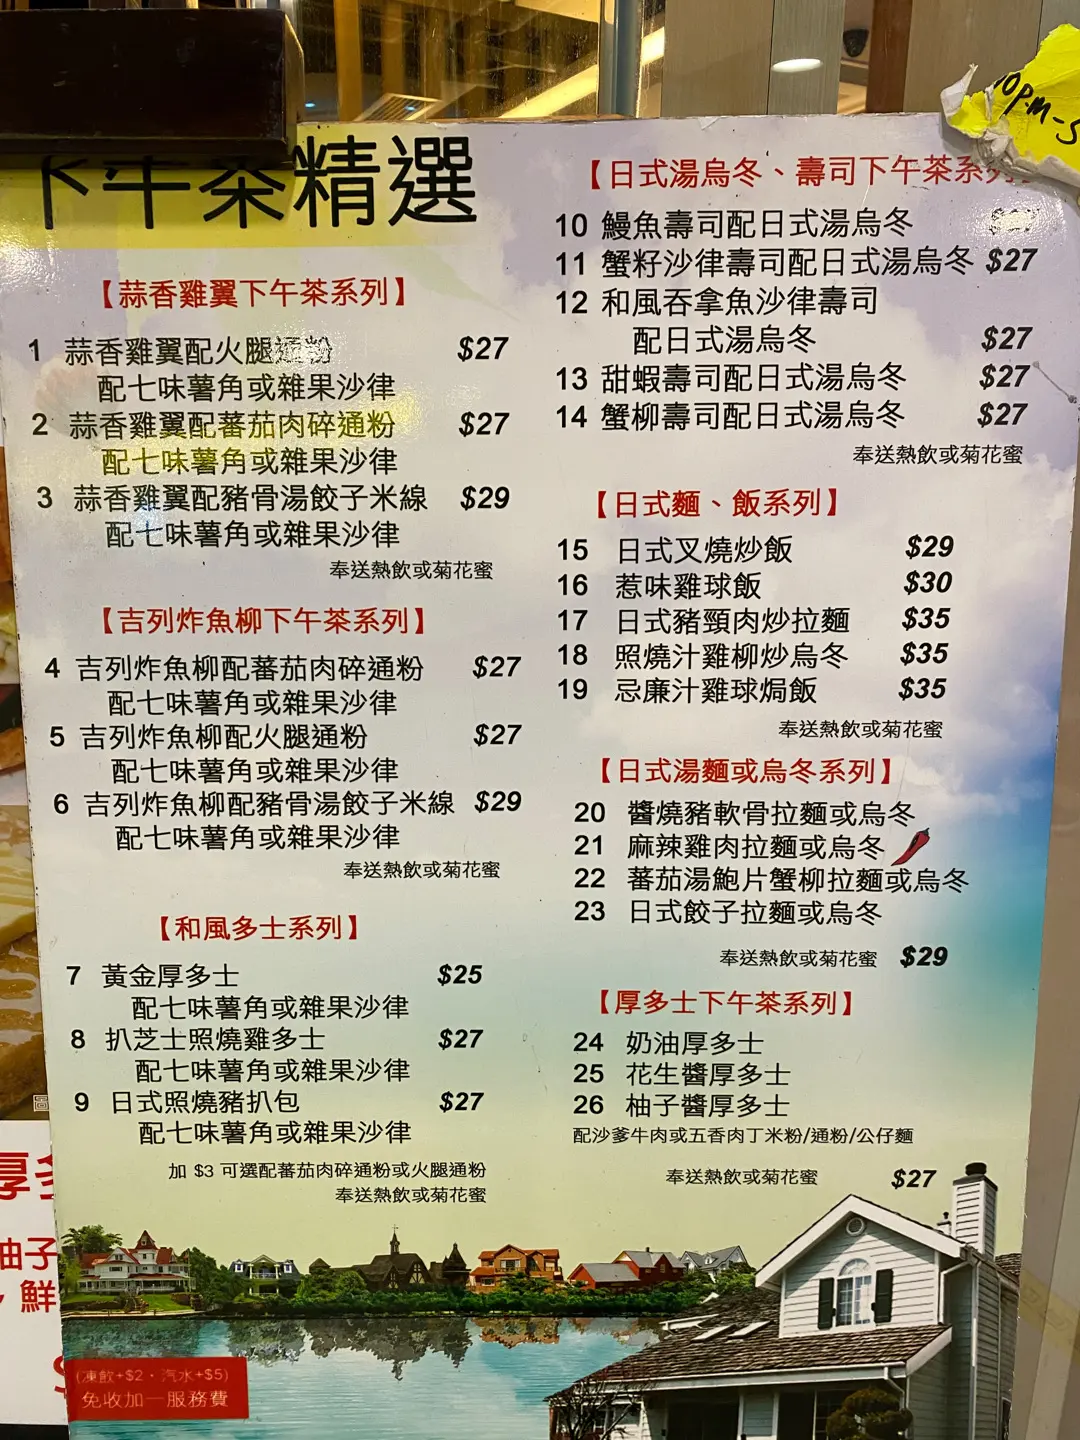 下午茶精選
【蒜香雞翼下午茶系列】
1 蒜香雞翼配火腿通粉 $27
配七味薯角或雜果沙律
2 蒜香雞翼配蕃茄肉碎通粉 $27
配七味薯角或雜果沙律
3 蒜香雞翼配豬骨湯餃子米線 $29
配七味薯角或雜果沙律
奉送熱飲或菊花蜜
【吉列炸魚柳下午茶系列】
4 吉列炸魚柳配蕃茄肉碎通粉 $27
配七味薯角或雜果沙律
5 吉列炸魚柳配火腿通粉 $27
配七味薯角或雜果沙律
6 吉列炸魚柳配豬骨湯餃子米線 $29
配七味薯角或雜果沙律
奉送熱飲或菊花蜜
【和風多士系列】
7 黃金厚多士 $25
配七味薯角或雜果沙律
8 扒芝士照燒雞多士 $27
配七味薯角或雜果沙律
9 日式照燒豬扒包 $27
配七味薯角或雜果沙律
加 $3 可選配蕃茄肉碎通粉或火腿通粉
奉送熱飲或菊花蜜
(凍飲+$2・汽水+$5)
免收加一服務費
【日式湯烏冬、壽司下午茶系列
10 鰻魚壽司配日式湯烏冬
11 蟹籽沙律壽司配日式湯烏冬 $27
12 和風吞拿魚沙律壽司
配日式湯烏冬 $27
13 甜蝦壽司配日式湯烏冬 $27
14 蟹柳壽司配日式湯烏冬 $27
奉送熱飲或菊花蜜
【日式麵、飯系列】
15 日式叉燒炒飯 $29
16 惹味雞球飯 $30
17 日式豬頸肉炒拉麵 $35
18 照燒汁雞柳炒烏冬 $35
19 忌廉汁雞球焗飯 $35
奉送熱飲或菊花蜜
【日式湯麵或烏冬系列】
20 醬燒豬軟骨拉麵或烏冬
21 麻辣雞肉拉麵或烏冬
22 蕃茄湯鮑片蟹柳拉麵或烏冬
23 日式餃子拉麵或烏冬
奉送熱飲或菊花蜜 $29
【厚多士下午茶系列】
24 奶油厚多士
25 花生醬厚多士
26 柚子醬厚多士
配沙爹牛肉或五香肉丁米粉/通粉/公仔麵
奉送熱飲或菊花蜜 $27
柚子
鮮